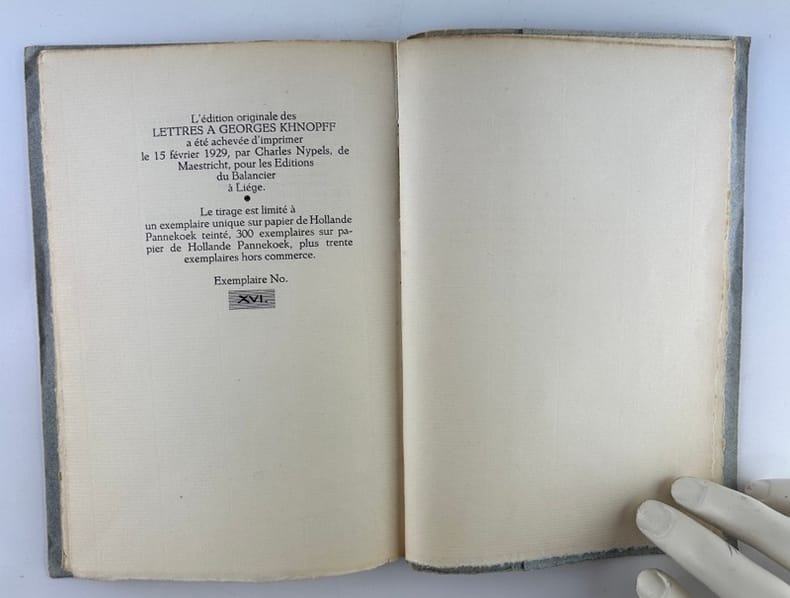 L'édition originale des
LETTRES A GEORGES KHNOPFF
a été achevée d'imprimer
le 15 février 1929, par Charles Nypels, de
Maestricht, pour les Editions
du Balancier
à Liége.
●
Le tirage est limité à
un exemplaire unique sur papier de Hollande
Pannekoek teinté, 300 exemplaires sur pa-
pier de Hollande Pannekoek, plus trente
exemplaires hors commerce.
Exemplaire No.
XVI.